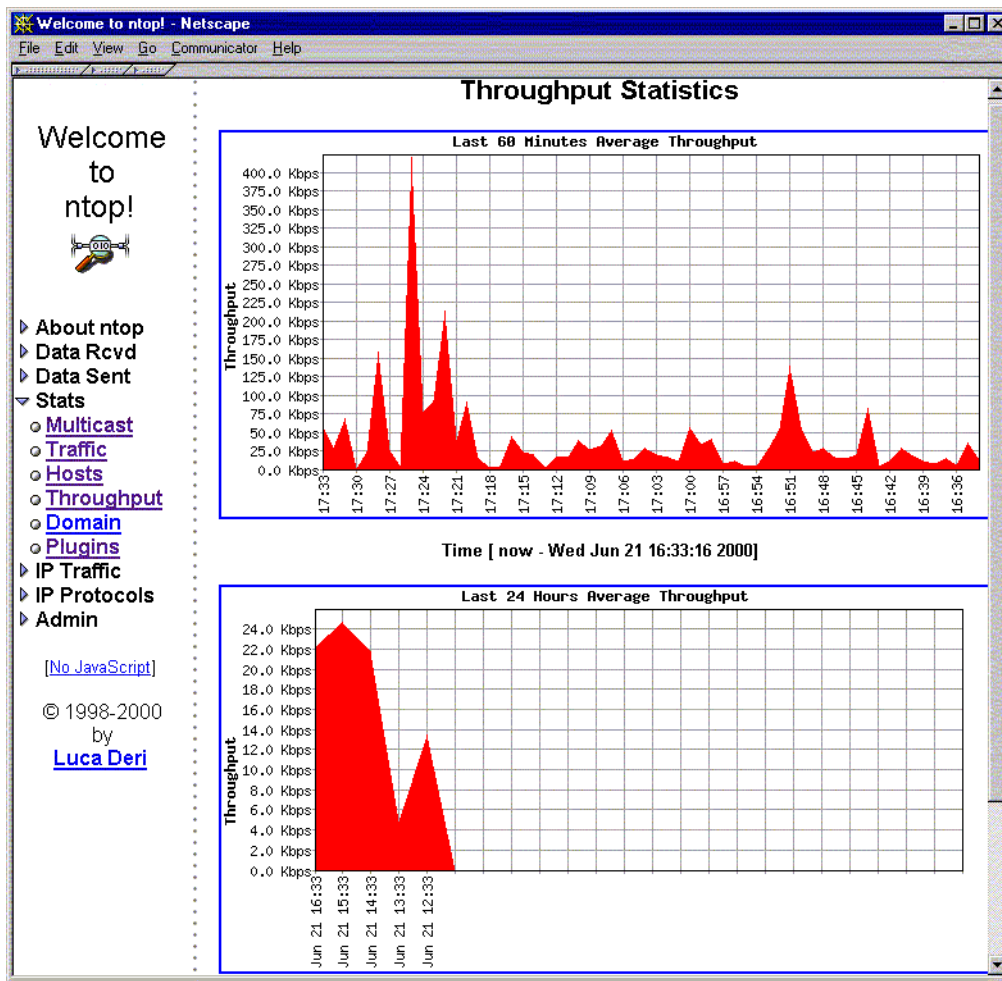 Welcome to ntop! - Netscape
File Edit View Go Communicator Help
Welcome
to
ntop!
010
About ntop
Data Rcvd
Data Sent
Stats
Multicast
Traffic
Hosts
Throughput
Domain
Plugins
IP Traffic
IP Protocols
Admin
[No JavaScript]
© 1998-2000
by
Luca Deri
Throughput Statistics
Last 60 Minutes Average Throughput
Throughput
400.0 Kbps
375.0 Kbps
350.0 Kbps
325.0 Kbps
300.0 Kbps
275.0 Kbps
250.0 Kbps
225.0 Kbps
200.0 Kbps
175.0 Kbps
150.0 Kbps
125.0 Kbps
100.0 Kbps
75.0 Kbps
50.0 Kbps
25.0 Kbps
0.0 Kbps
17:33
17:30
17:27
17:24
17:21
17:18
17:15
17:12
17:09
17:06
17:03
17:00
16:57
16:54
16:51
16:48
16:45
16:42
16:39
16:36
Time [ now - Wed Jun 21 16:33:16 2000]
Last 24 Hours Average Throughput
Throughput
24.0 Kbps
22.0 Kbps
20.0 Kbps
18.0 Kbps
16.0 Kbps
14.0 Kbps
12.0 Kbps
10.0 Kbps
8.0 Kbps
6.0 Kbps
4.0 Kbps
2.0 Kbps
0.0 Kbps
Jun 21 16:33
Jun 21 15:33
Jun 21 14:33
Jun 21 13:33
Jun 21 12:33